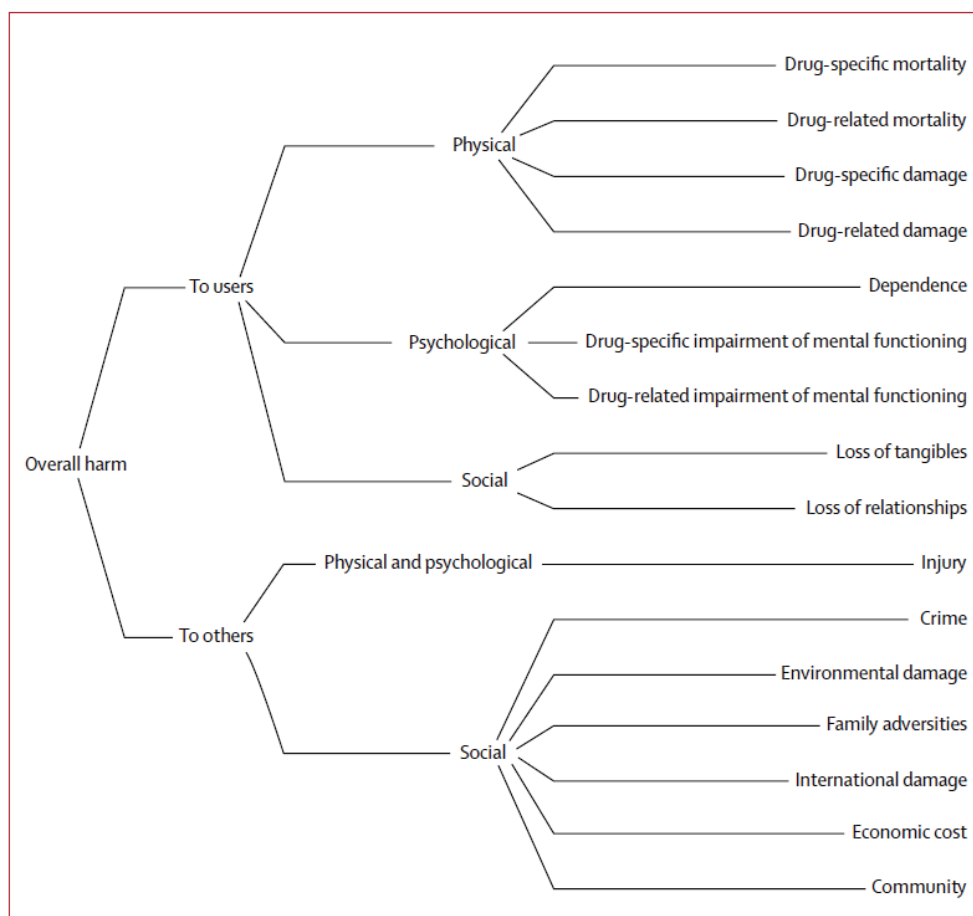 Drug-specific mortality
Drug-related mortality
Physical
Drug-specific damage
Drug-related damage
To users
Dependence
Psychological
Drug-specific impairment of mental functioning
Drug-related impairment of mental functioning
Loss of tangibles
Overall harm
Social
Loss of relationships
Physical and psychological
Injury
Crime
To others
Environmental damage
Family adversities
Social
International damage
Economic cost
Community